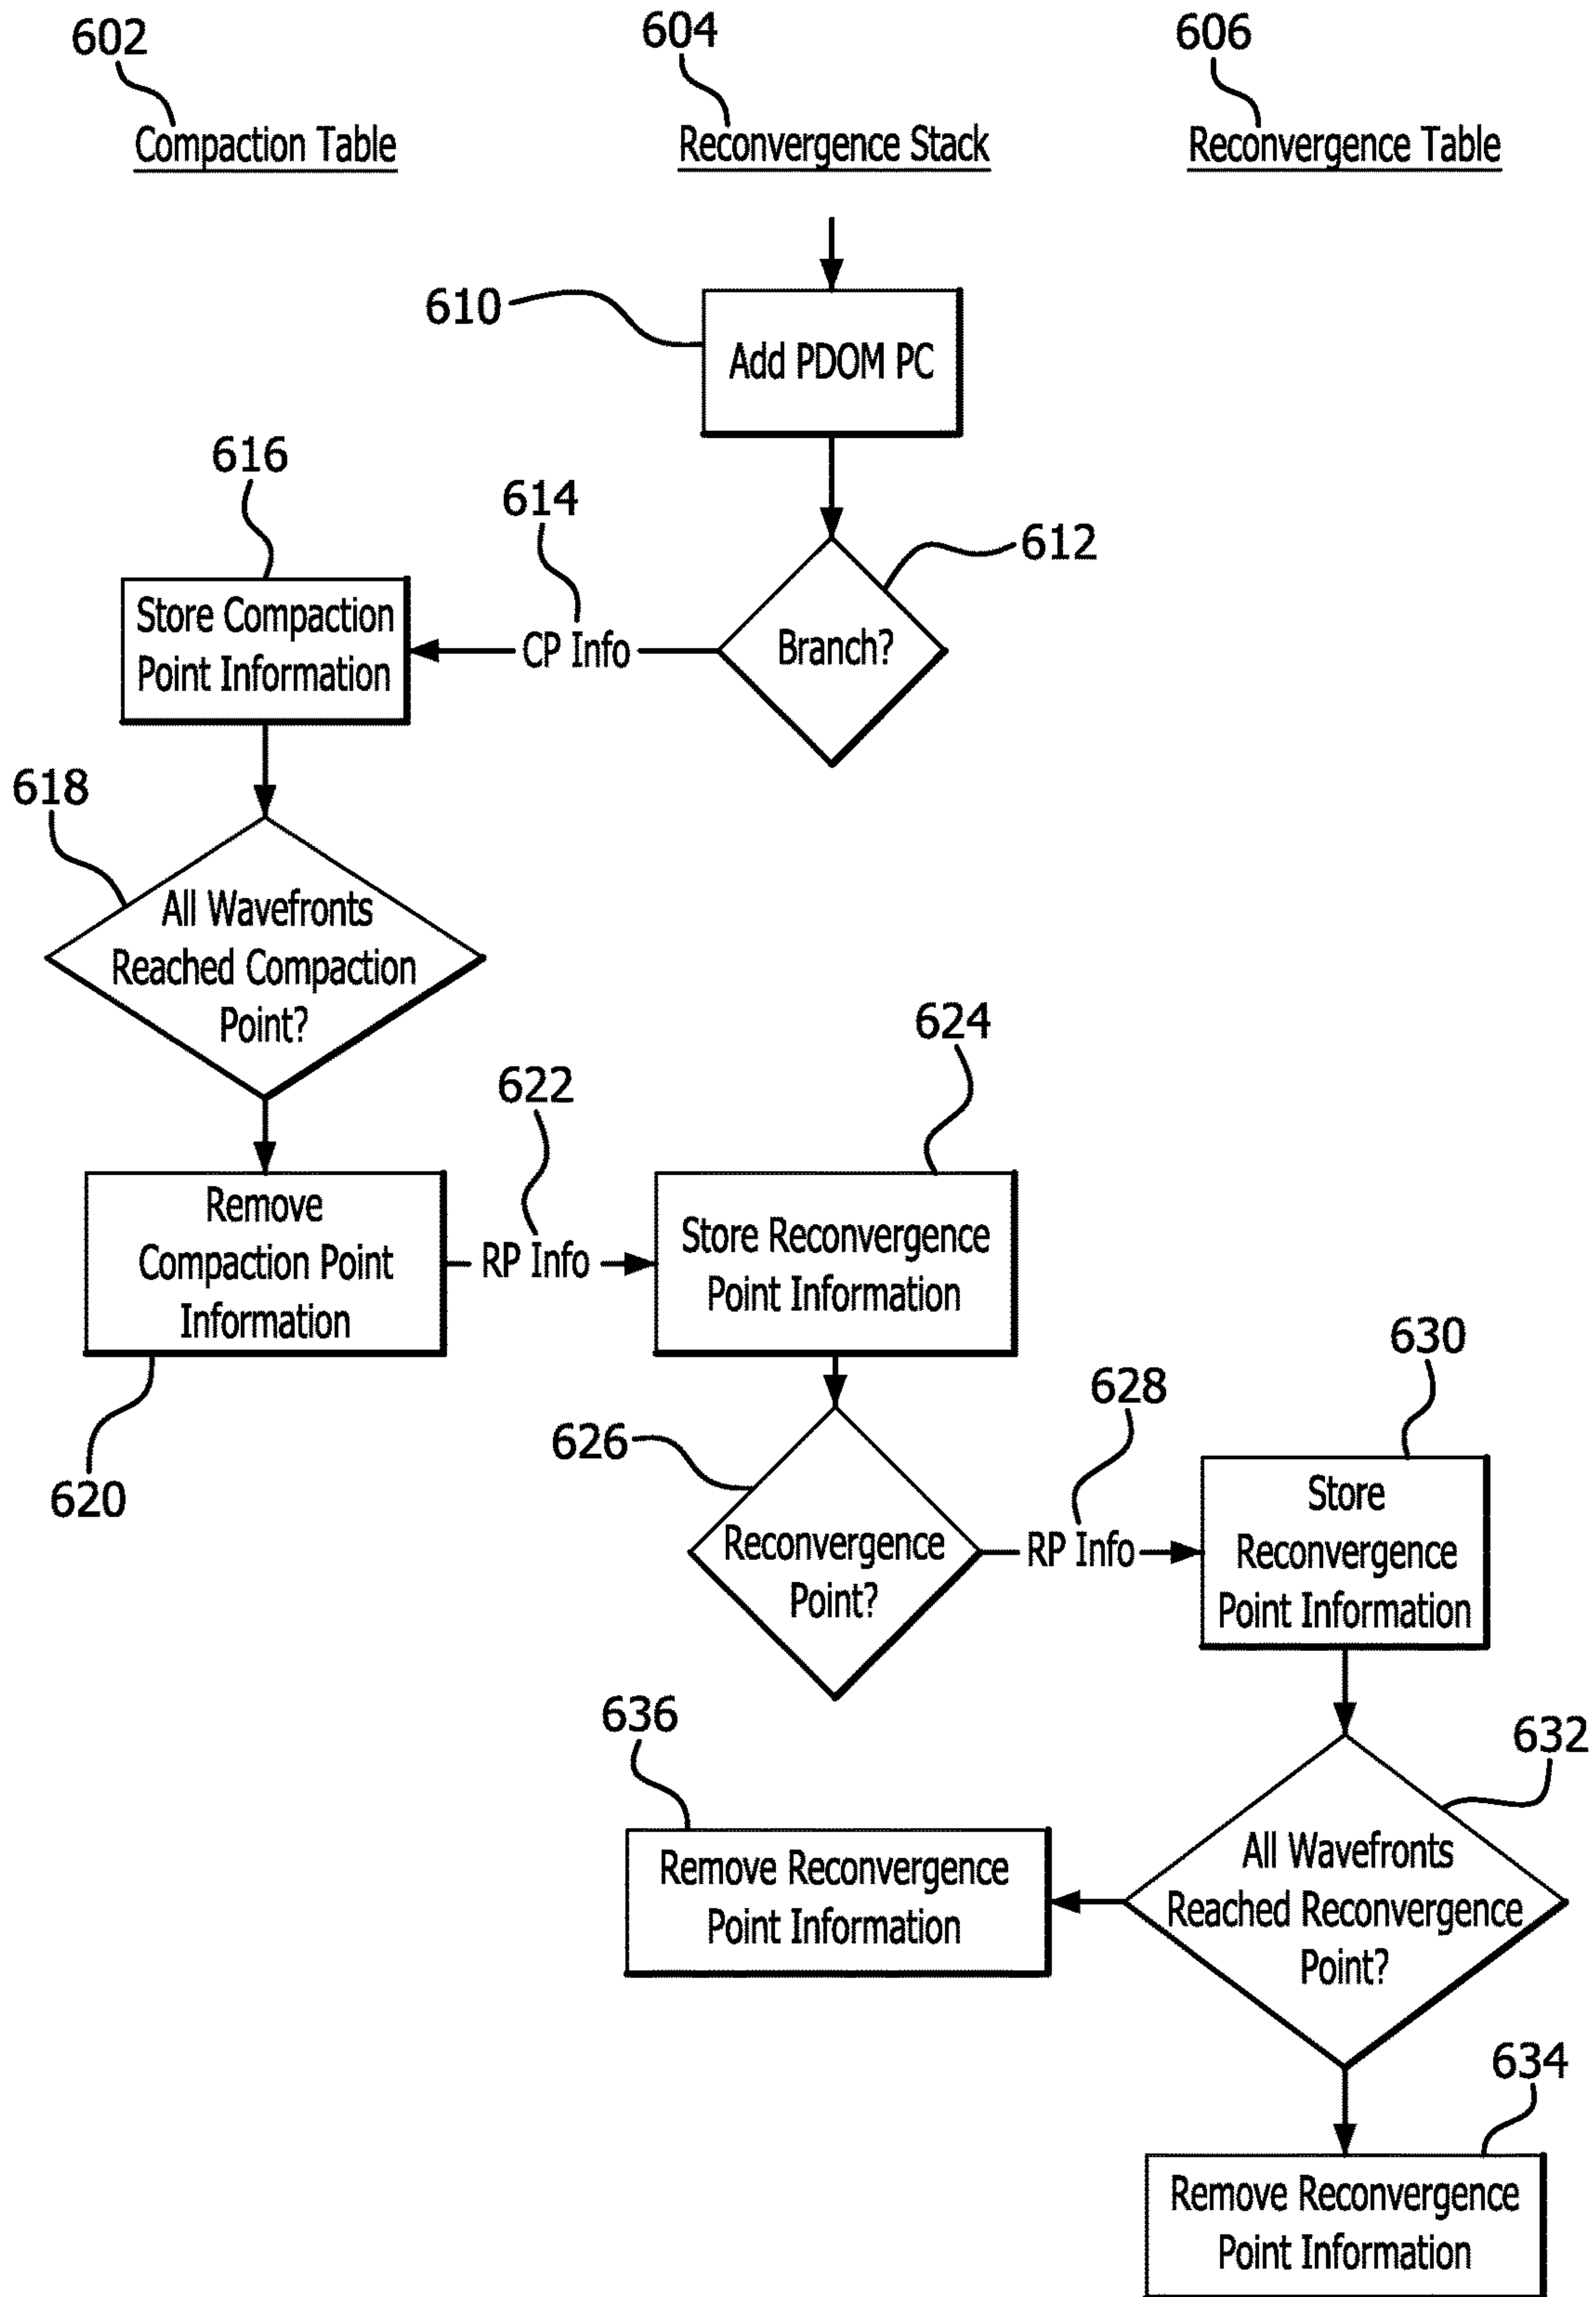 602
604
606
Compaction Table
Reconvergence Stack
Reconvergence Table
610
Add PDOM PC
616
614
612
Store Compaction
Point Information
CP Info
Branch?
618
All Wavefronts
Reached Compaction
Point?
624
622
Remove
Compaction Point
Information
RP Info
Store Reconvergence
Point Information
620
630
628
626
Reconvergence
Point?
RP Info
Store
Reconvergence
Point Information
636
632
Remove Reconvergence
Point Information
All Wavefronts
Reached Reconvergence
Point?
634
Remove Reconvergence
Point Information